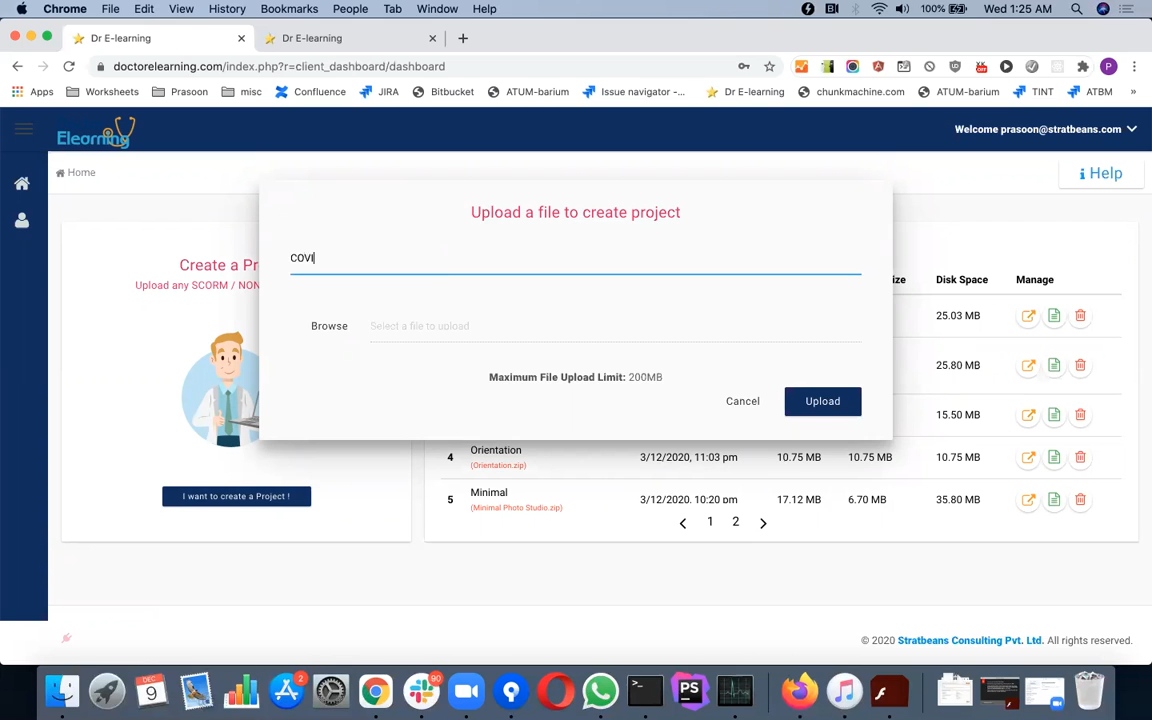 Chrome File Edit View History Bookmarks People Tab Window Help 100% Wed 1:25 AM
Dr E-learning Dr E-learning
doctorelearning.com/index.php?r=client_dashboard/dashboard P
Apps Worksheets Prasoon misc Confluence JIRA Bitbucket ATUM-barium Issue navigator -... Dr E-learning chunkmachine.com ATUM-barium TINT ATBM »
Elearning Welcome prasoon@stratbeans.com
Home Help
Upload a file to create project
COVI
Browse Select a file to upload
Maximum File Upload Limit: 200MB
Cancel Upload
Create a Pr
Upload any SCORM / NON
I want to create a Project !
ize Disk Space Manage
25.03 MB
25.80 MB
15.50 MB
4 Orientation 3/12/2020, 11:03 pm 10.75 MB 10.75 MB 10.75 MB
(Orientation.zip)
5 Minimal 3/12/2020, 10:20 pm 17.12 MB 6.70 MB 35.80 MB
(Minimal Photo Studio.zip)
1 2
© 2020 Stratbeans Consulting Pvt. Ltd. All rights reserved.
DEC 9 2 90 PS